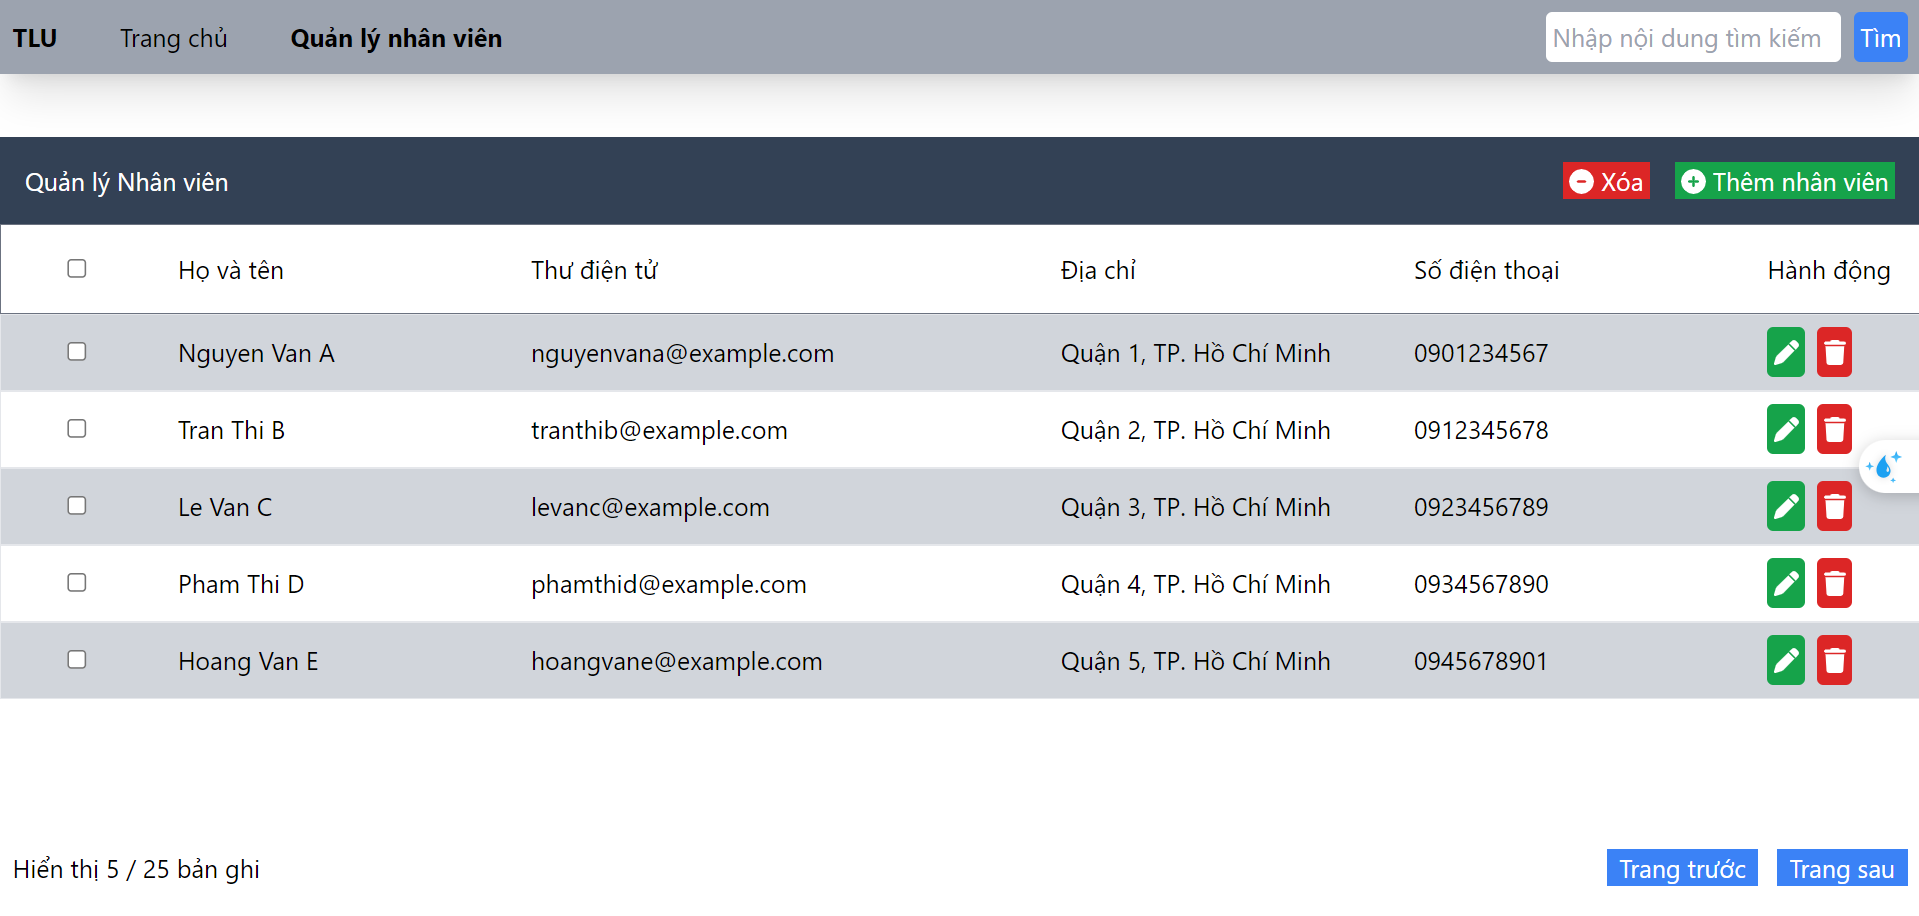 TLU Trang chủ Quản lý nhân viên Nhập nội dung tìm kiếm Tìm
Quản lý Nhân viên Xóa Thêm nhân viên
Họ và tên Thư điện tử Địa chỉ Số điện thoại Hành động
Nguyen Van A nguyenvana@example.com Quận 1, TP. Hồ Chí Minh 0901234567
Tran Thi B tranthib@example.com Quận 2, TP. Hồ Chí Minh 0912345678
Le Van C levanc@example.com Quận 3, TP. Hồ Chí Minh 0923456789
Pham Thi D phamthid@example.com Quận 4, TP. Hồ Chí Minh 0934567890
Hoang Van E hoangvane@example.com Quận 5, TP. Hồ Chí Minh 0945678901
Hiển thị 5 / 25 bản ghi Trang trước Trang sau